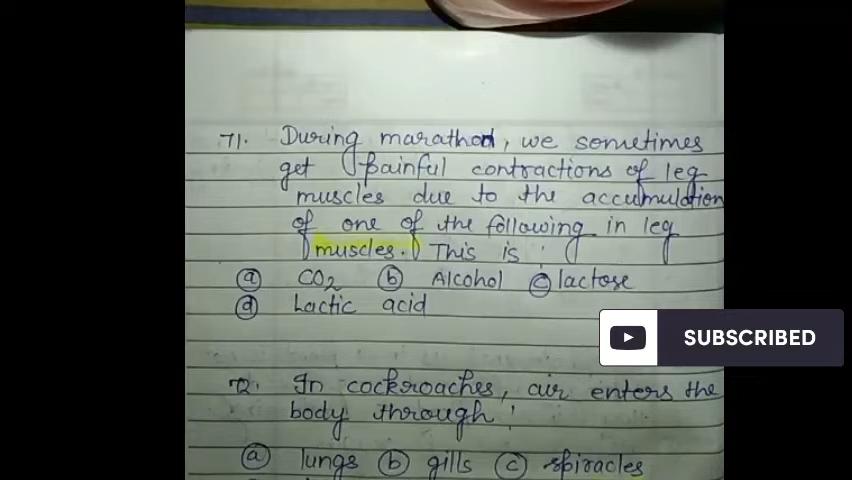 71. During marathon, we sometimes
get painful contractions of leg
muscles due to the accumulation
of one of the following in leg
muscles. This is :
(a) CO2 (b) Alcohol (c) lactose
(d) Lactic acid
SUBSCRIBED
72. In cockroaches, air enters the
body through :
(a) lungs (b) gills (c) spiracles